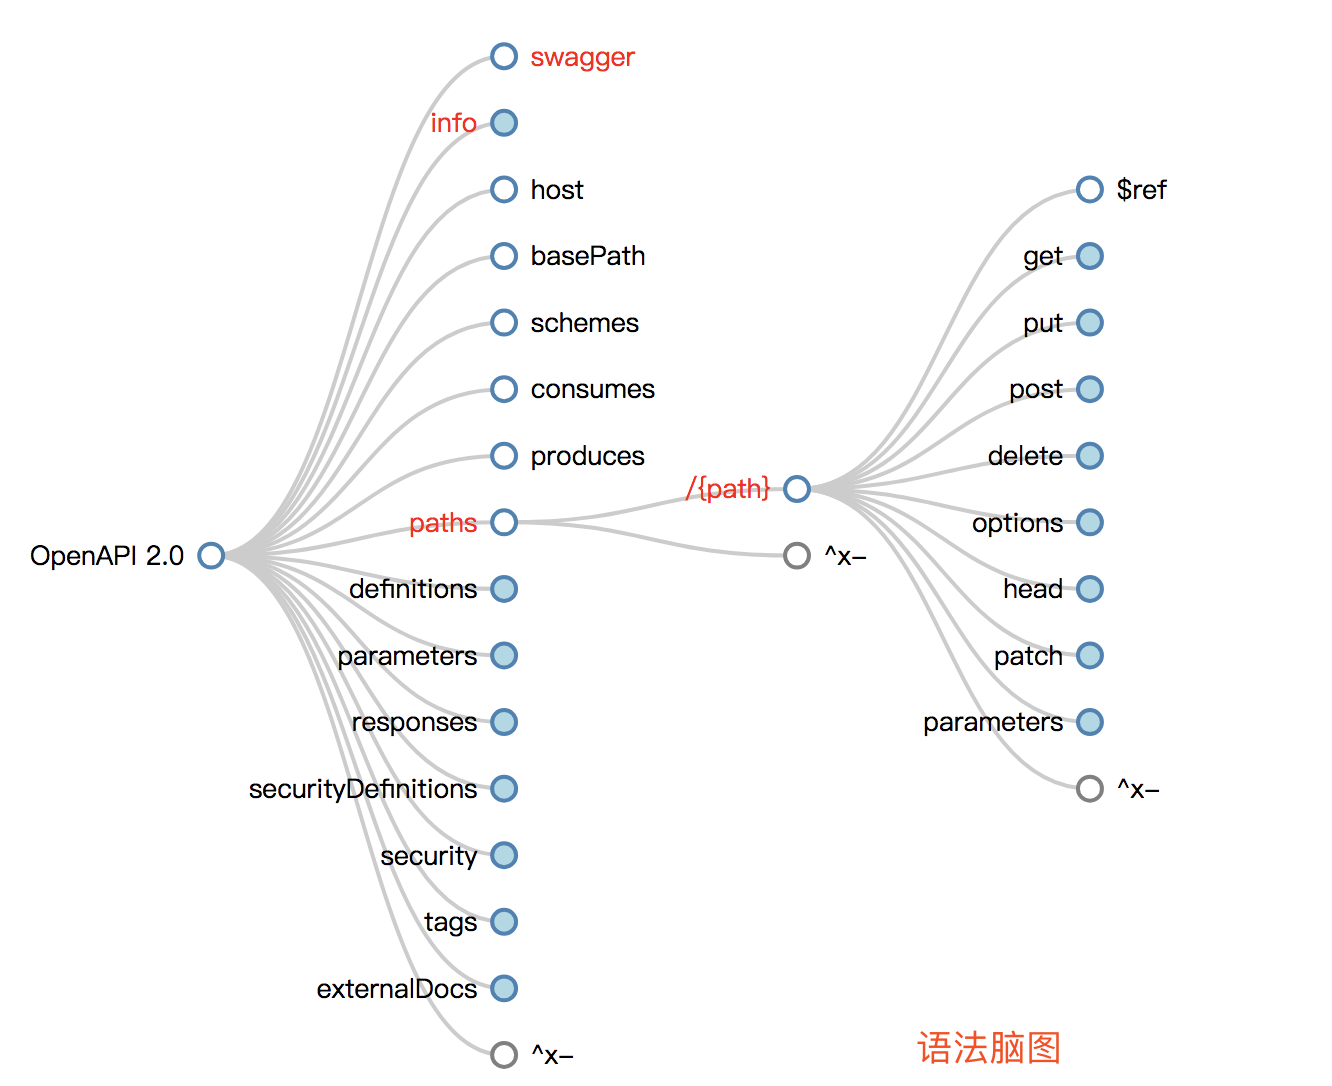 OpenAPI 2.0
swagger
info
host
basePath
schemes
consumes
produces
paths
definitions
parameters
responses
securityDefinitions
security
tags
externalDocs
^x-
/{path}
^x-
$ref
get
put
post
delete
options
head
patch
parameters
^x-
语法脑图